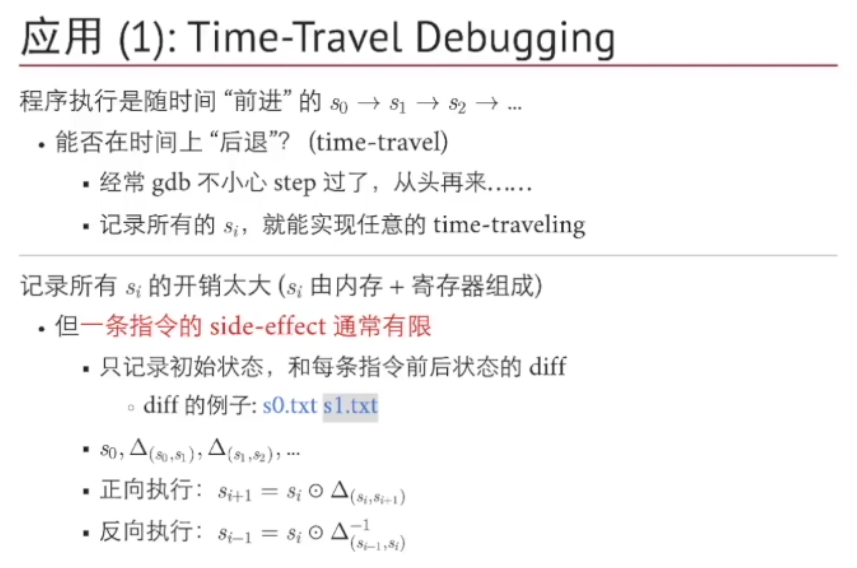 应用 (1): Time-Travel Debugging
程序执行是随时间 “前进” 的 s₀ → s₁ → s₂ → ...
• 能否在时间上 “后退”? (time-travel)
▪ 经常 gdb 不小心 step 过了，从头再来……
▪ 记录所有的 sᵢ，就能实现任意的 time-traveling
记录所有 sᵢ 的开销太大 (sᵢ 由内存 + 寄存器组成)
• 但一条指令的 side-effect 通常有限
▪ 只记录初始状态，和每条指令前后状态的 diff
◦ diff 的例子: s0.txt s1.txt
▪ s₀, Δ₍s₀,s₁₎, Δ₍s₁,s₂₎, ...
▪ 正向执行：sᵢ₊₁ = sᵢ ⊙ Δ₍sᵢ,sᵢ₊₁₎
▪ 反向执行：sᵢ₋₁ = sᵢ ⊙ Δ⁻¹₍sᵢ₋₁,sᵢ₎